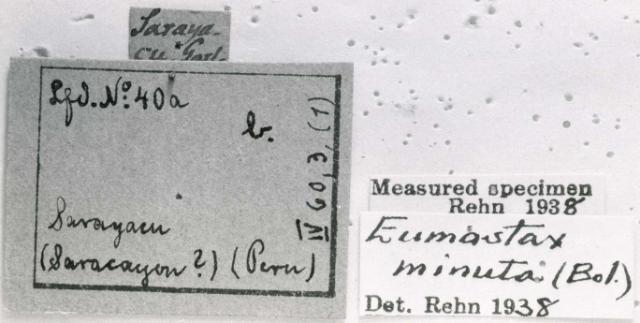 Saraya-
cu
Lfd. No. 40a
b.
IV 60,3,(1)
Sarayacu
(Saracayon?) (Peru)
Measured specimen
Rehn 1938
Eumastax
minuta (Bol.)
Det. Rehn 1938